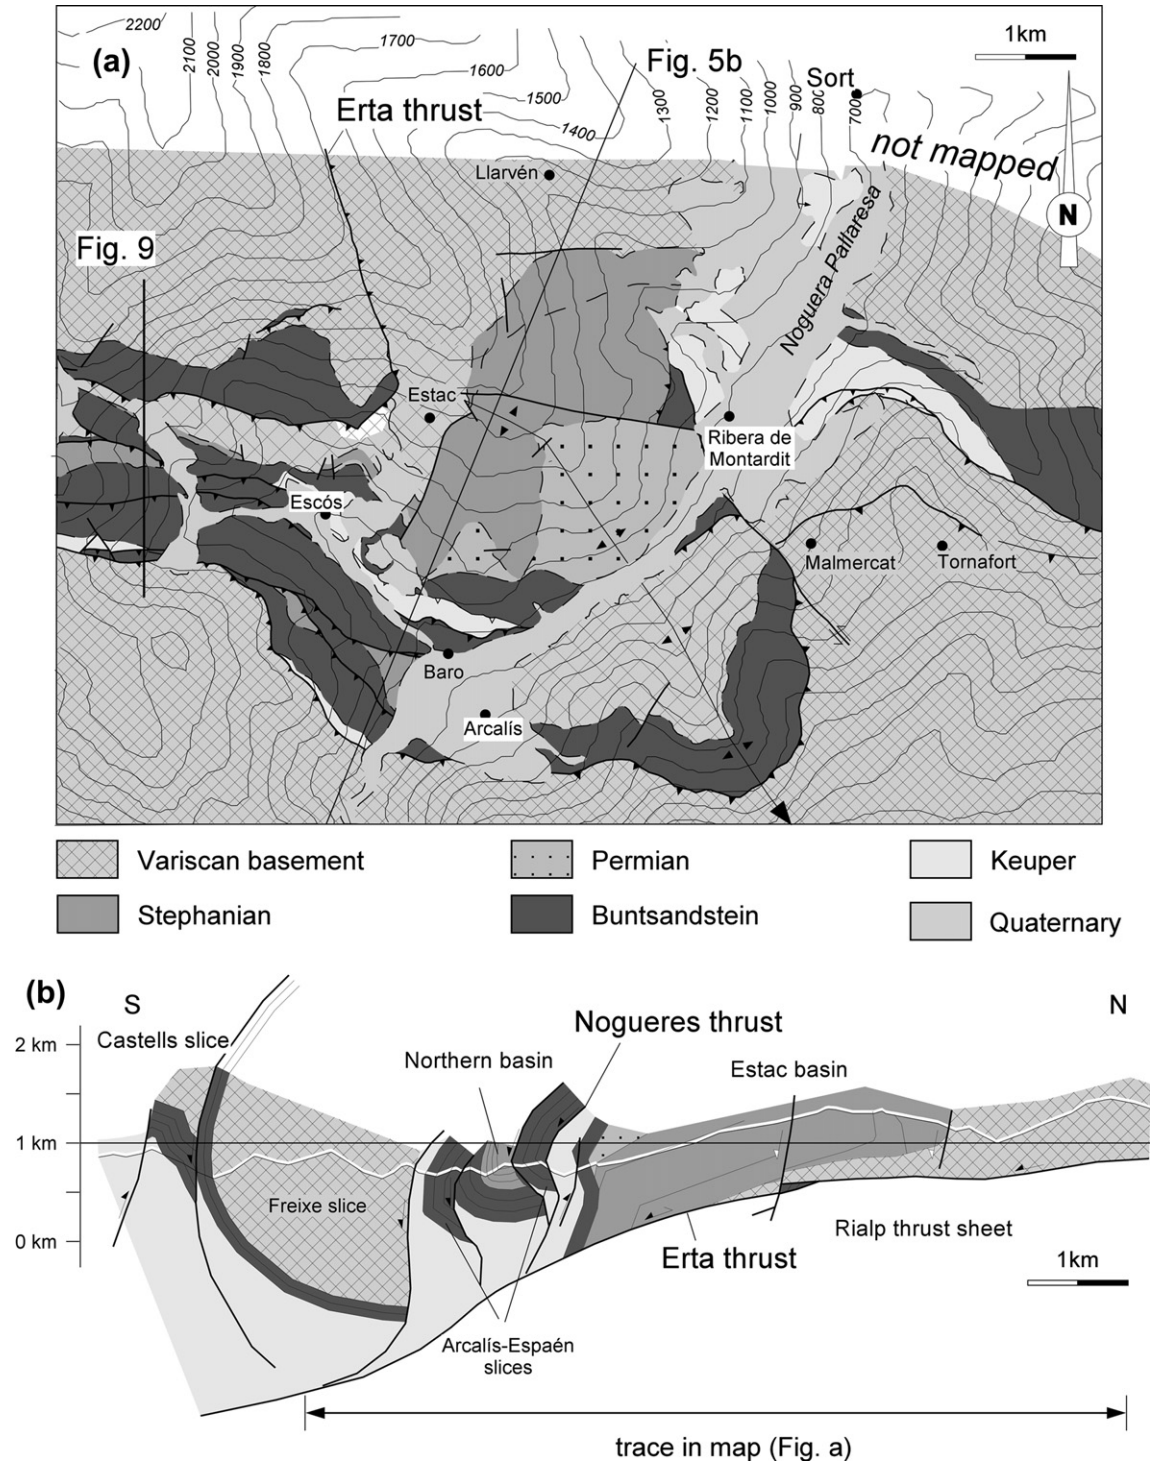 (a)
1km
2200
2100
2000
1900
1800
1700
1600
1500
1400
1300
1200
1100
1000
900
800
700
Fig. 5b
Sort
Erta thrust
not mapped
Llarvén
N
Fig. 9
Noguera Pallaresa
Estac
Ribera de
Montardit
Escós
Malmercat
Tornafort
Baro
Arcalís
Variscan basement
Permian
Keuper
Stephanian
Buntsandstein
Quaternary
(b)
S
N
Castells slice
Nogueres thrust
2 km
Northern basin
Estac basin
1 km
Freixe slice
0 km
Erta thrust
Rialp thrust sheet
1km
Arcalís-Espaén
slices
trace in map (Fig. a)